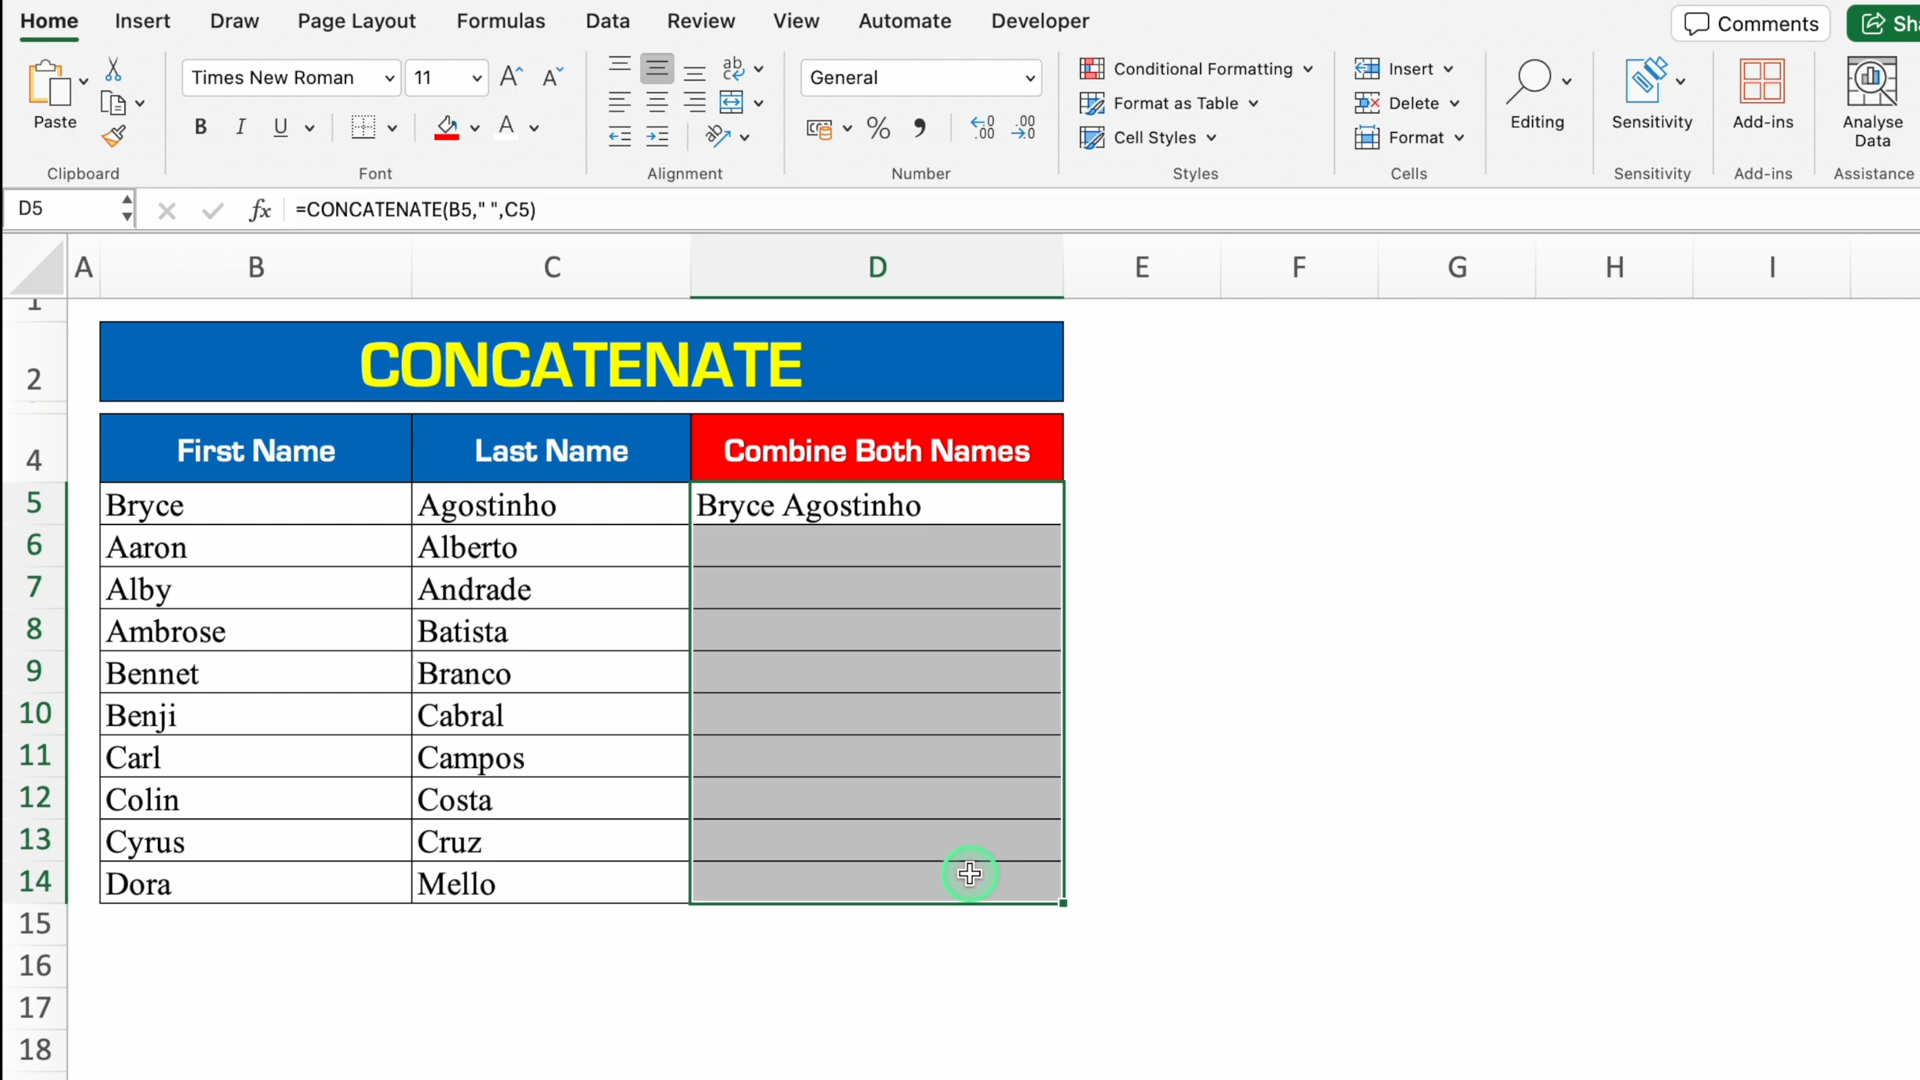 Home Insert Draw Page Layout Formulas Data Review View Automate Developer Comments
Times New Roman 11 General Conditional Formatting Insert
Format as Table Delete
Paste Editing Sensitivity Add-ins Analyse Data
B I U A % Cell Styles Format
Clipboard Font Alignment Number Styles Cells Sensitivity Add-ins Assistance
D5 fx =CONCATENATE(B5," ",C5)
A B C D E F G H I
1
2 CONCATENATE
4 First Name Last Name Combine Both Names
5 Bryce Agostinho Bryce Agostinho
6 Aaron Alberto
7 Alby Andrade
8 Ambrose Batista
9 Bennet Branco
10 Benji Cabral
11 Carl Campos
12 Colin Costa
13 Cyrus Cruz
14 Dora Mello
15
16
17
18